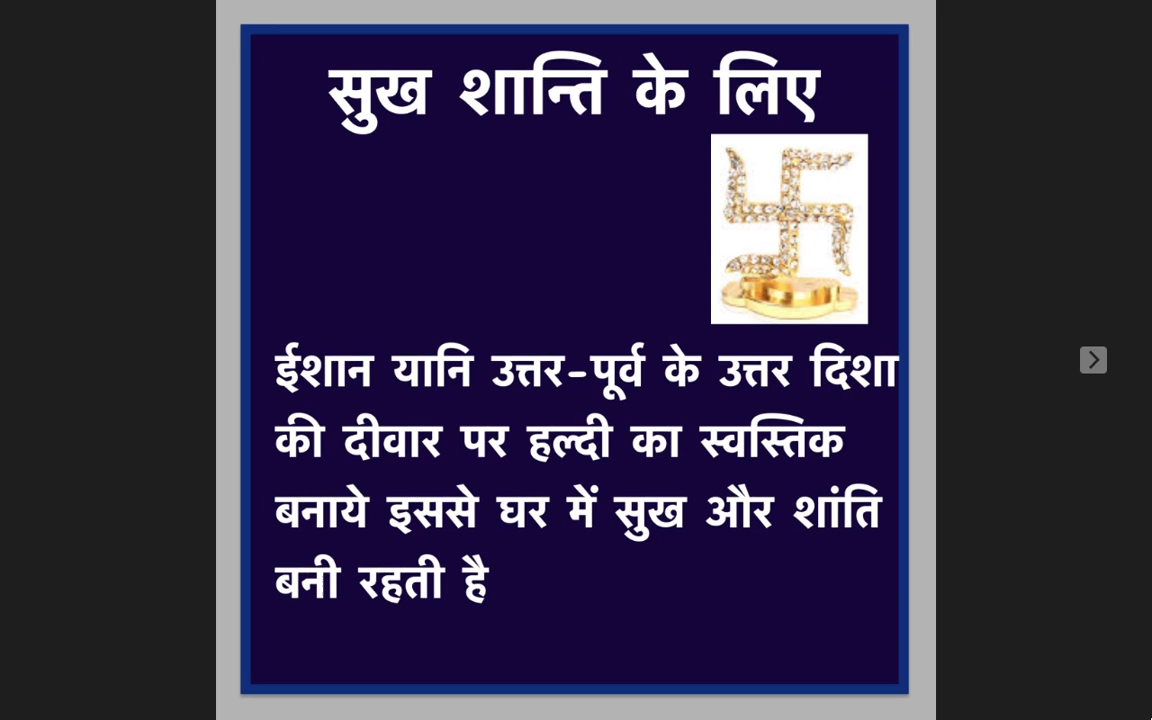 सुख शान्ति के लिए
ईशान यानि उत्तर-पूर्व के उत्तर दिशा
की दीवार पर हल्दी का स्वस्तिक
बनाये इससे घर में सुख और शांति
बनी रहती है